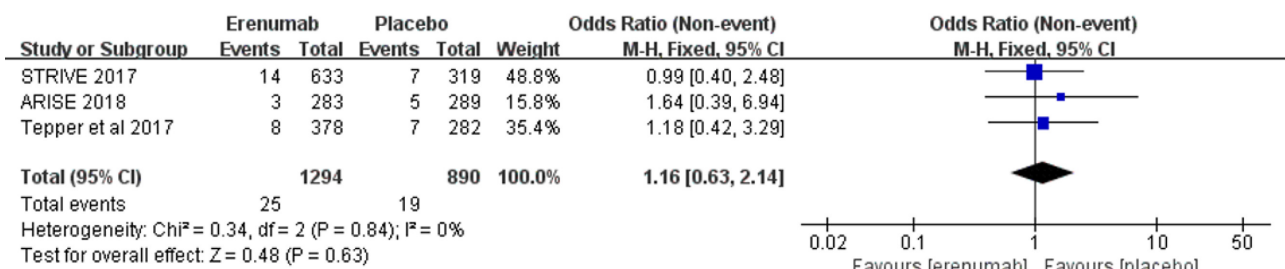 Erenumab Placebo Odds Ratio (Non-event) Odds Ratio (Non-event)
Study or Subgroup Events Total Events Total Weight M-H, Fixed, 95% CI M-H, Fixed, 95% CI
STRIVE 2017 14 633 7 319 48.8% 0.99 [0.40, 2.48]
ARISE 2018 3 283 5 289 15.8% 1.64 [0.39, 6.94]
Tepper et al 2017 8 378 7 282 35.4% 1.18 [0.42, 3.29]
Total (95% CI) 1294 890 100.0% 1.16 [0.63, 2.14]
Total events 25 19
Heterogeneity: Chi² = 0.34, df = 2 (P = 0.84); I² = 0%
Test for overall effect: Z = 0.48 (P = 0.63)
0.02 0.1 1 10 50
Favours [erenumab] Favours [placebo]